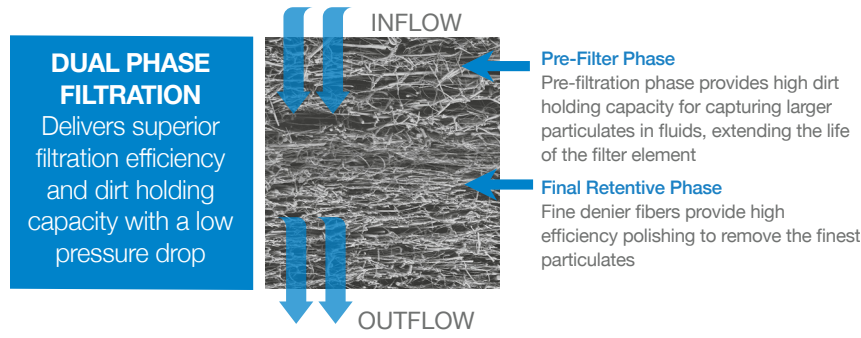 INFLOW
DUAL PHASE
FILTRATION
Delivers superior
filtration efficiency
and dirt holding
capacity with a low
pressure drop
Pre-Filter Phase
Pre-filtration phase provides high dirt
holding capacity for capturing larger
particulates in fluids, extending the life
of the filter element
Final Retentive Phase
Fine denier fibers provide high
efficiency polishing to remove the finest
particulates
OUTFLOW